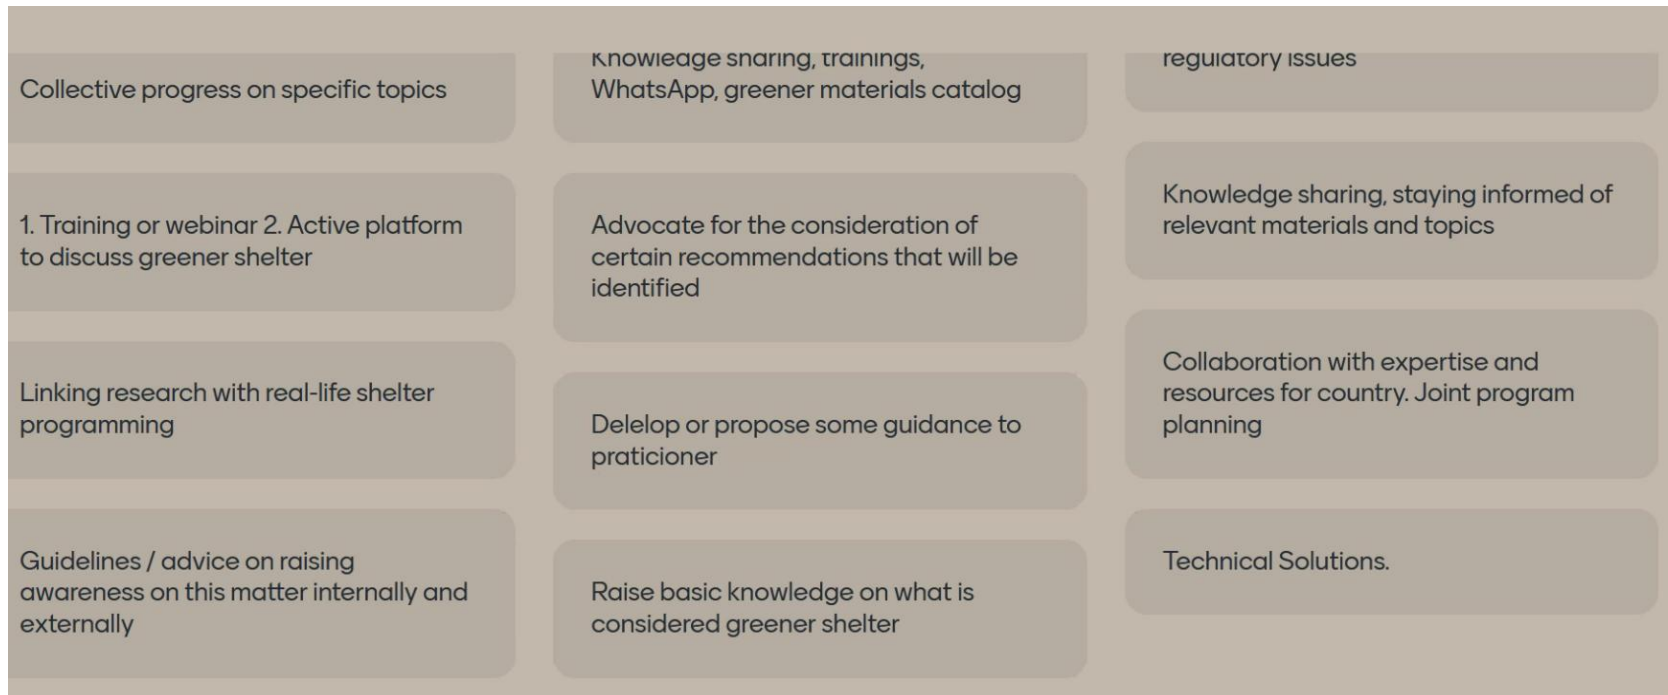 Collective progress on specific topics
1. Training or webinar 2. Active platform
to discuss greener shelter
Linking research with real-life shelter
programming
Guidelines / advice on raising
awareness on this matter internally and
externally
Knowledge sharing, trainings,
WhatsApp, greener materials catalog
Advocate for the consideration of
certain recommendations that will be
identified
Delelop or propose some guidance to
praticioner
Raise basic knowledge on what is
considered greener shelter
regulatory issues
Knowledge sharing, staying informed of
relevant materials and topics
Collaboration with expertise and
resources for country. Joint program
planning
Technical Solutions.